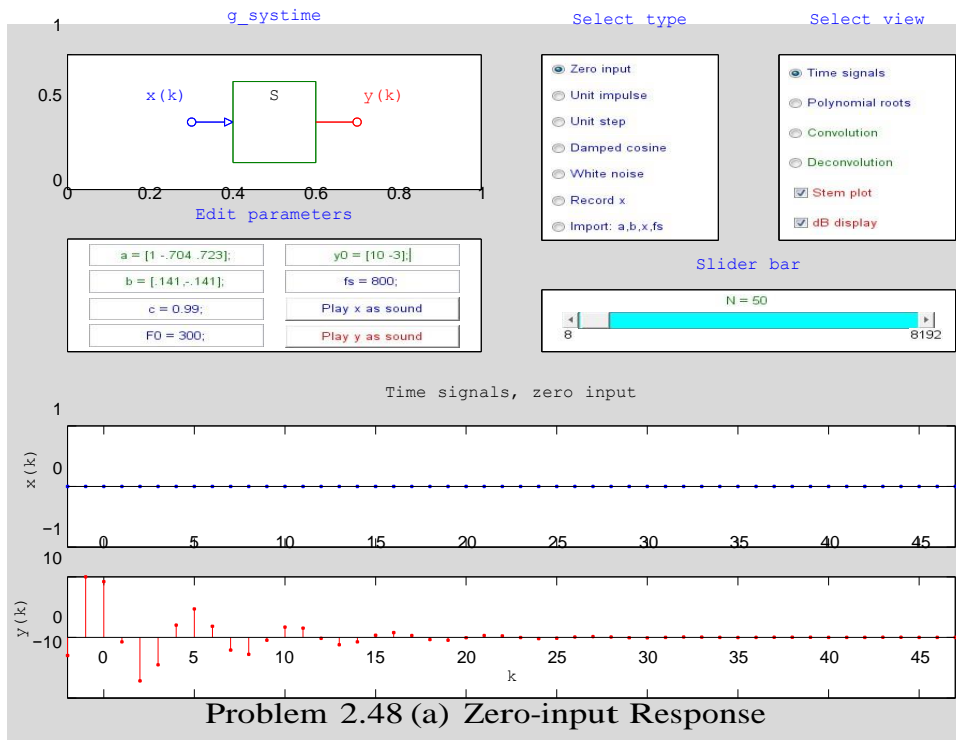 g_systime
Select type
Select view
1
0.5
0
x(k)
S
y(k)
0 0.2 0.4 0.6 0.8 1
Zero input
Unit impulse
Unit step
Damped cosine
White noise
Record x
Import: a,b,x,fs
Time signals
Polynomial roots
Convolution
Deconvolution
Stem plot
dB display
Edit parameters
a = [1 -.704 .723];
y0 = [10 -3];
b = [.141,-.141];
fs = 800;
c = 0.99;
Play x as sound
F0 = 300;
Play y as sound
Slider bar
N = 50
8
8192
Time signals, zero input
1
0
−1
x(k)
0 5 10 15 20 25 30 35 40 45
10
0
−10
y(k)
0 5 10 15 20 25 30 35 40 45
k
Problem 2.48 (a) Zero-input Response